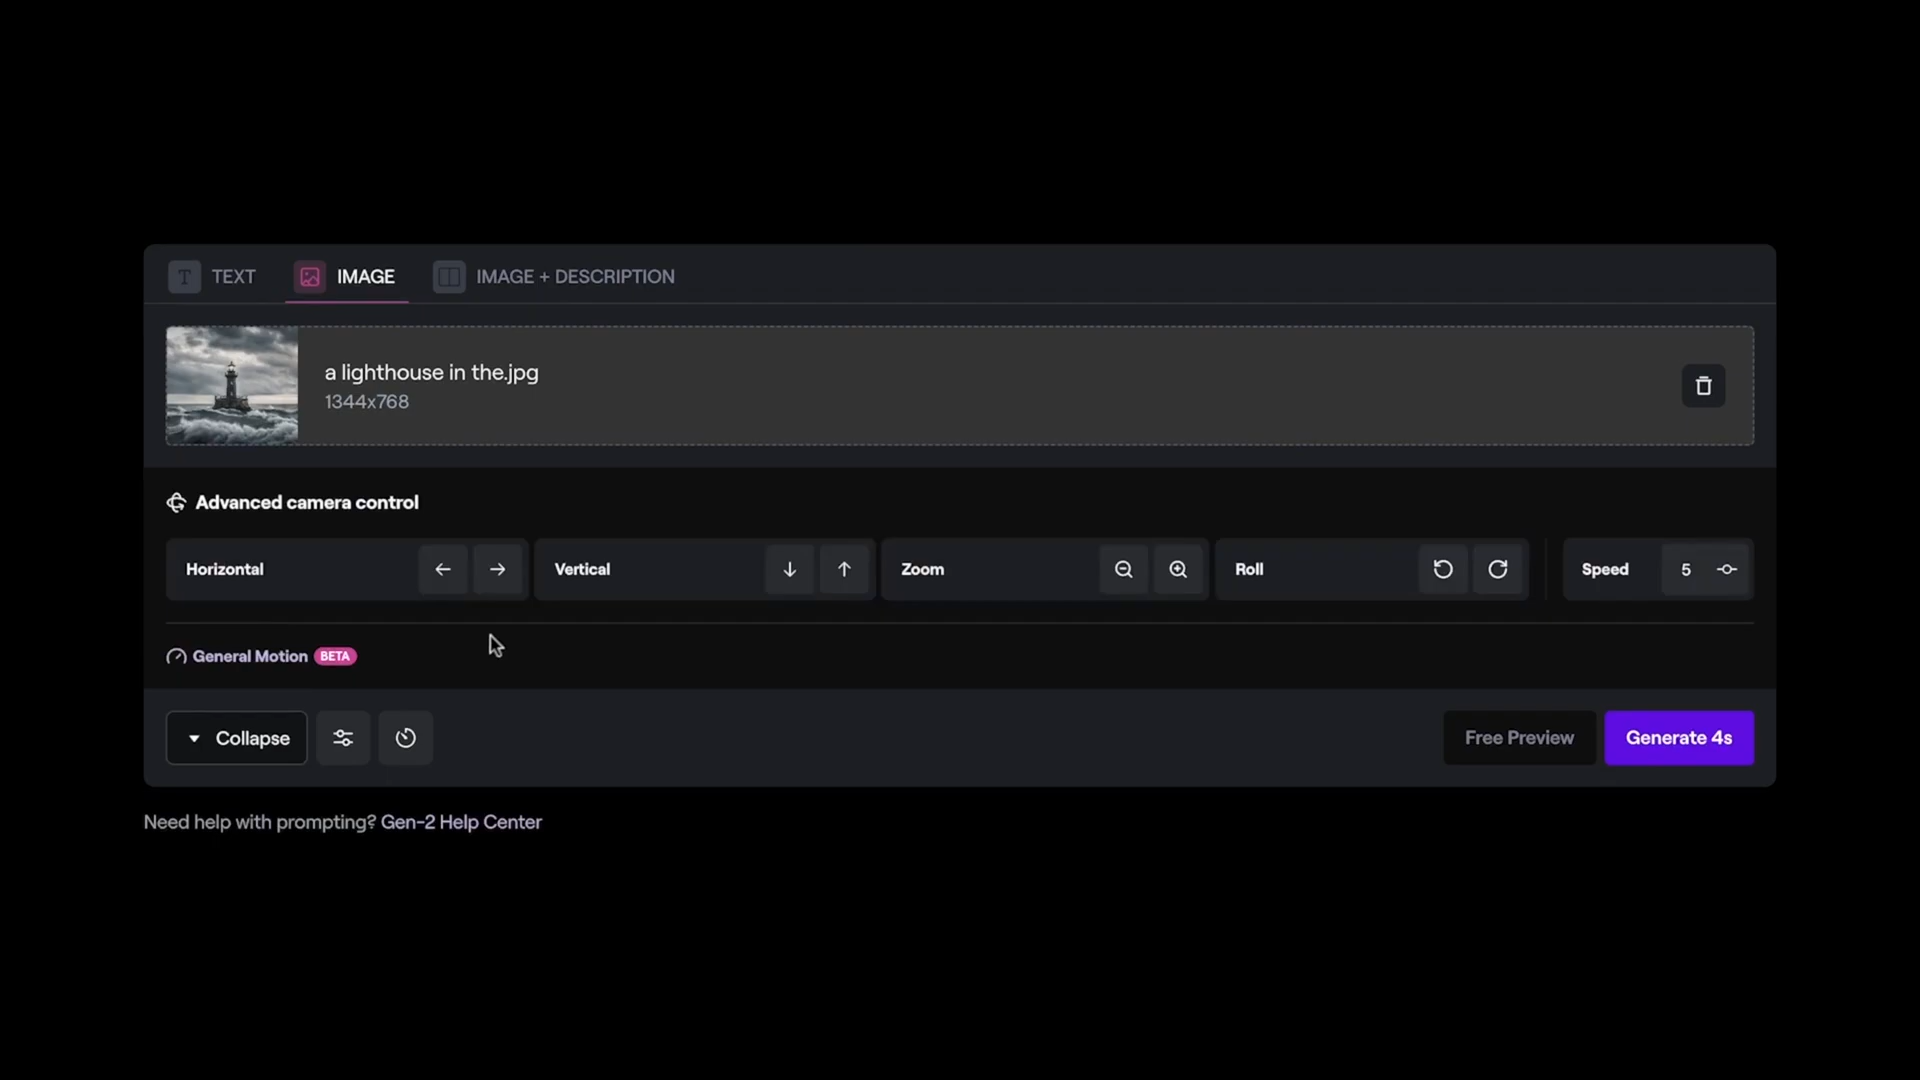 TEXT IMAGE IMAGE + DESCRIPTION
a lighthouse in the.jpg
1344x768
Advanced camera control
Horizontal Vertical Zoom Roll Speed 5
General Motion BETA
Collapse Free Preview Generate 4s
Need help with prompting? Gen-2 Help Center